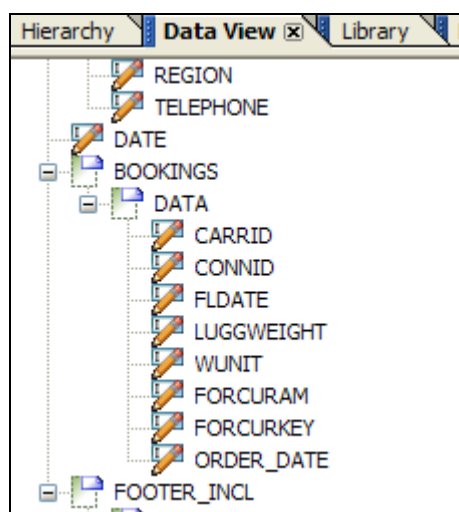 Hierarchy Data View Library
REGION
TELEPHONE
DATE
BOOKINGS
DATA
CARRID
CONNID
FLDATE
LUGGWEIGHT
WUNIT
FORCURAM
FORCURKEY
ORDER_DATE
FOOTER_INCL